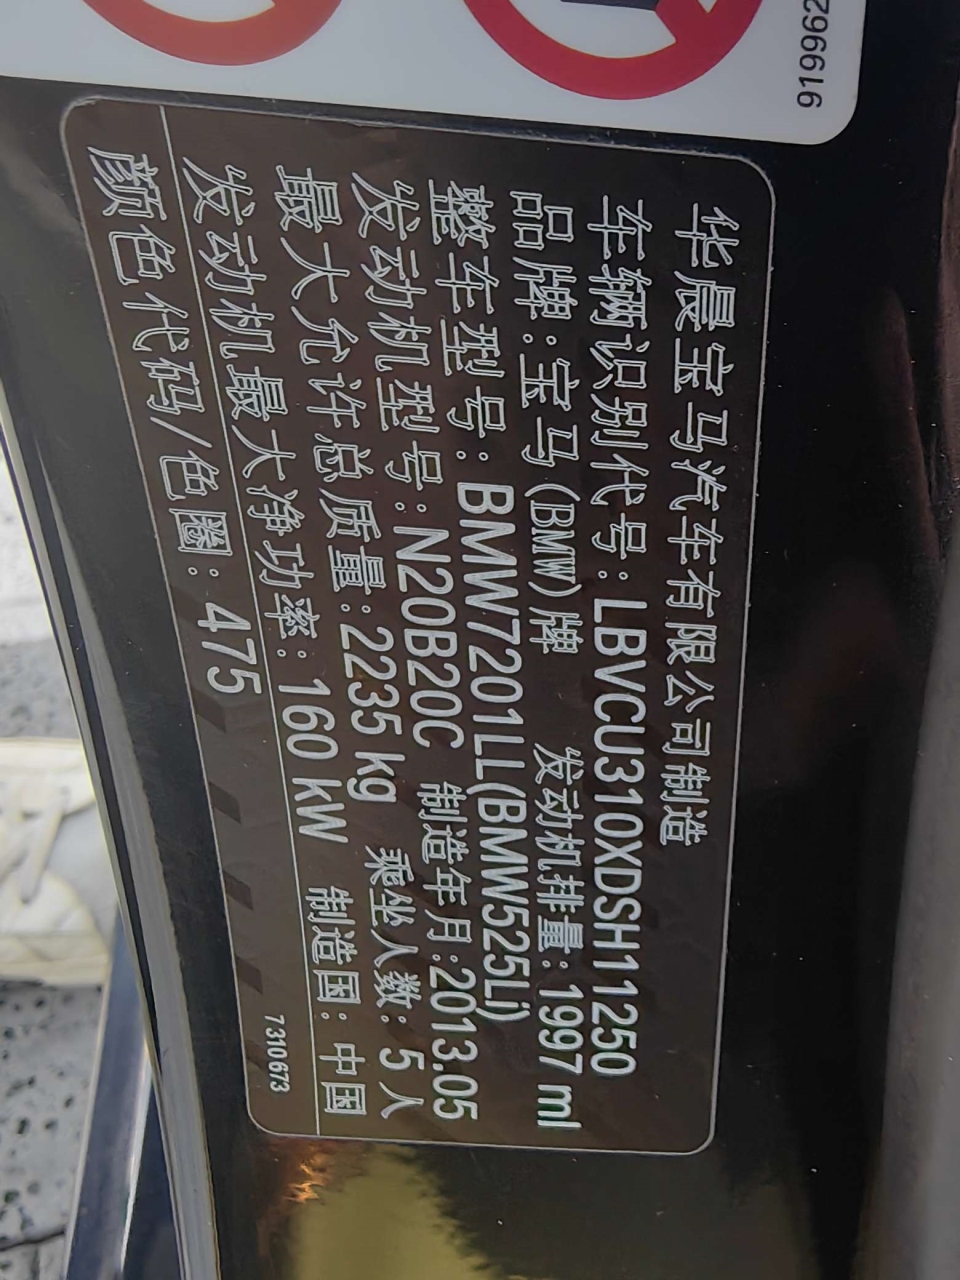 919962
华晨宝马汽车有限公司制造
车辆识别代号:LBVCU310XDSH11250
品牌:宝马(BMW)牌 发动机排量:1997 ml
整车型号:BMW7201LL(BMW525Li)
发动机型号:N20B20C 制造年月:2013.05
最大允许总质量:2235 kg 乘坐人数:5人
发动机最大净功率:160 kW 制造国:中国
颜色代码/色圈:475
7310673